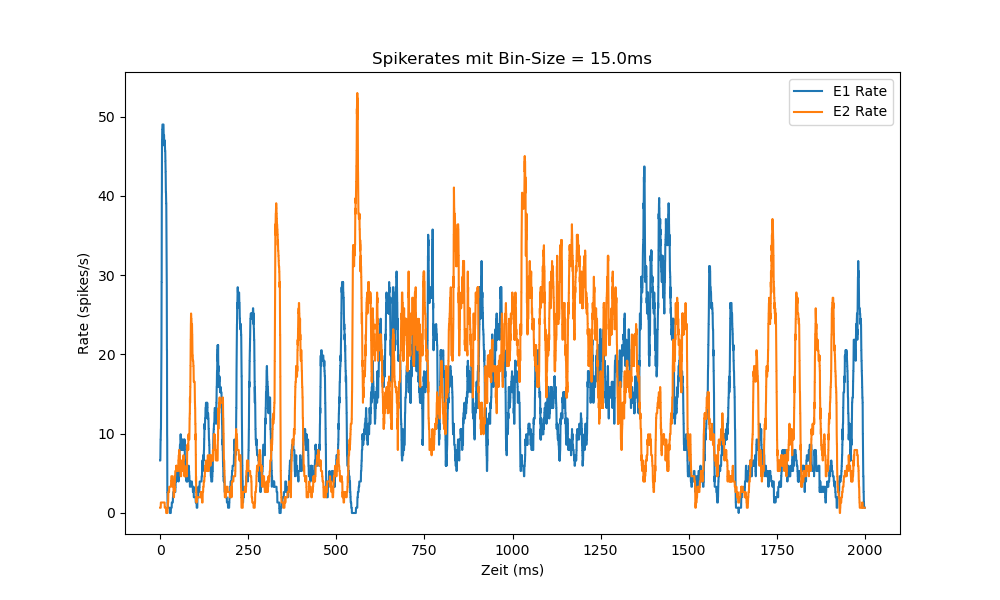 Spikerates mit Bin-Size = 15.0ms
E1 Rate
E2 Rate
Rate (spikes/s)
50
40
30
20
10
0
0 250 500 750 1000 1250 1500 1750 2000
Zeit (ms)